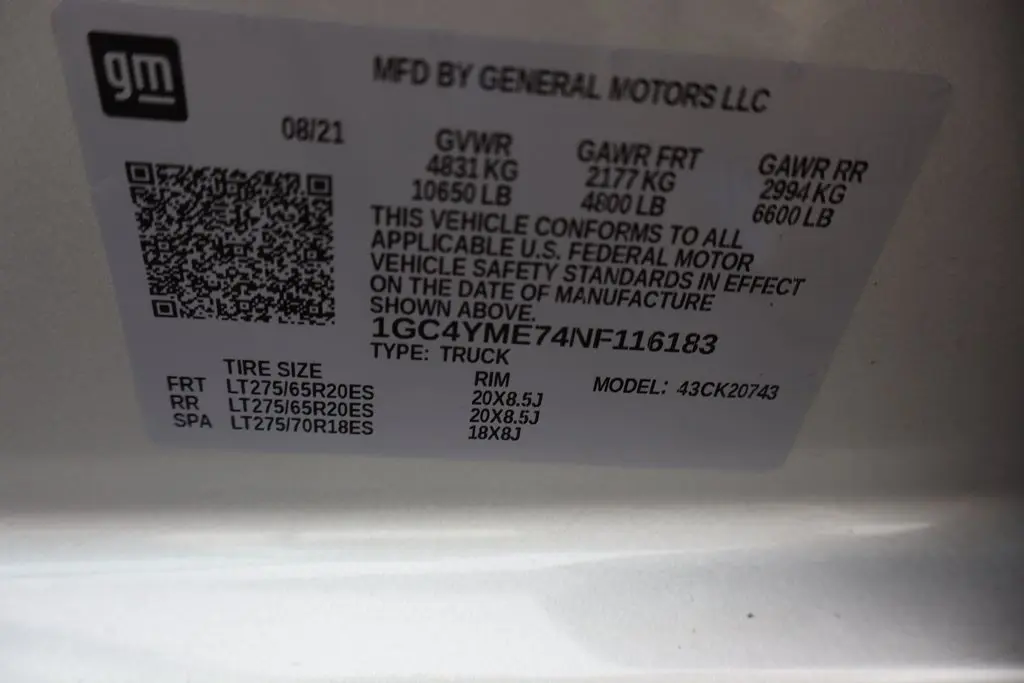 gm
MFD BY GENERAL MOTORS LLC
08/21
GVWR
4831 KG
10650 LB
GAWR FRT
2177 KG
4800 LB
GAWR RR
2994 KG
6600 LB
THIS VEHICLE CONFORMS TO ALL
APPLICABLE U.S. FEDERAL MOTOR
VEHICLE SAFETY STANDARDS IN EFFECT
ON THE DATE OF MANUFACTURE
SHOWN ABOVE.
1GC4YME74NF116183
TYPE: TRUCK
MODEL: 43CK20743
TIRE SIZE RIM
FRT LT275/65R20ES 20X8.5J
RR LT275/65R20ES 20X8.5J
SPA LT275/70R18ES 18X8J